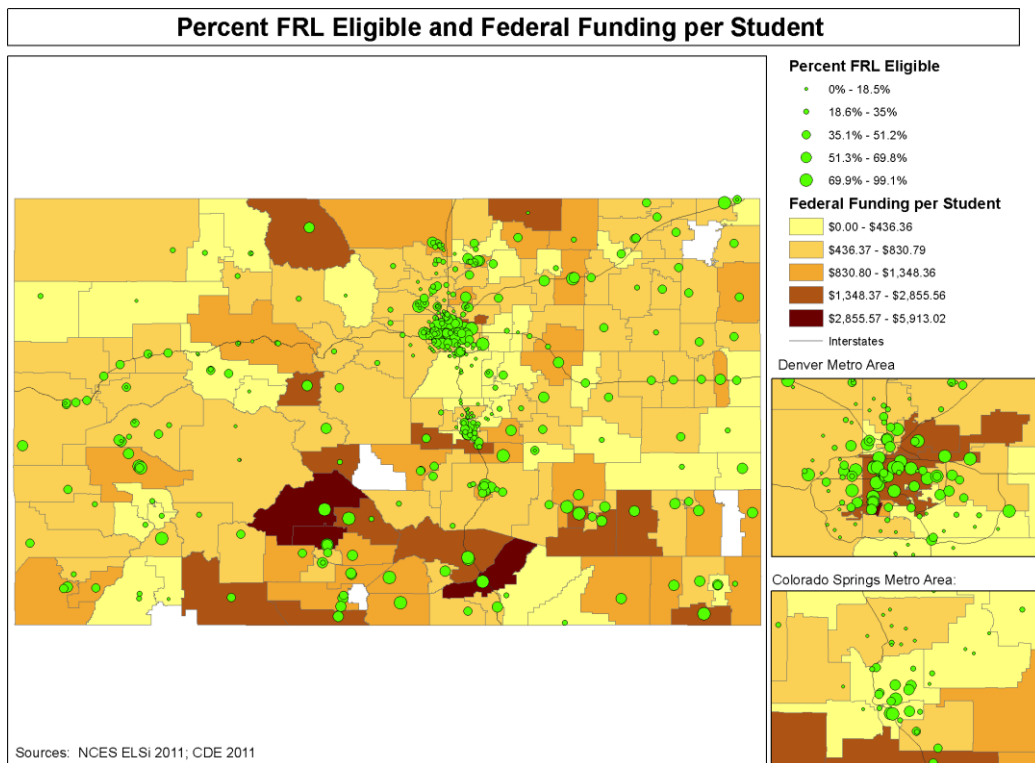 Percent FRL Eligible and Federal Funding per Student
Percent FRL Eligible
0% - 18.5%
18.6% - 35%
35.1% - 51.2%
51.3% - 69.8%
69.9% - 99.1%
Federal Funding per Student
$0.00 - $436.36
$436.37 - $830.79
$830.80 - $1,348.36
$1,348.37 - $2,855.56
$2,855.57 - $5,913.02
Interstates
Denver Metro Area
Colorado Springs Metro Area:
Sources: NCES ELSi 2011; CDE 2011